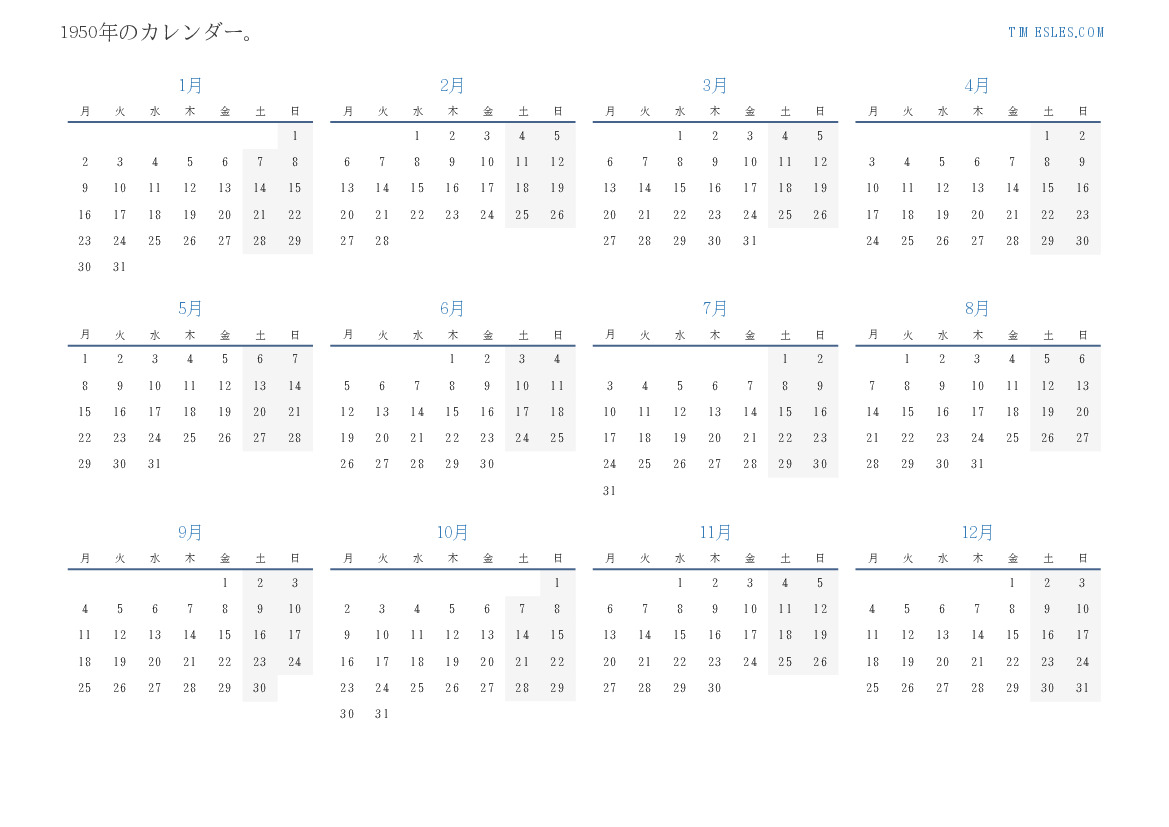 1950年のカレンダー。 TIMESLES.COM
1月 2月 3月 4月
月 火 水 木 金 土 日 月 火 水 木 金 土 日 月 火 水 木 金 土 日 月 火 水 木 金 土 日
1 1 2 3 4 5 1 2 3 4 5 1 2
2 3 4 5 6 7 8 6 7 8 9 10 11 12 6 7 8 9 10 11 12 3 4 5 6 7 8 9
9 10 11 12 13 14 15 13 14 15 16 17 18 19 13 14 15 16 17 18 19 10 11 12 13 14 15 16
16 17 18 19 20 21 22 20 21 22 23 24 25 26 20 21 22 23 24 25 26 17 18 19 20 21 22 23
23 24 25 26 27 28 29 27 28 27 28 29 30 31 24 25 26 27 28 29 30
30 31
5月 6月 7月 8月
月 火 水 木 金 土 日 月 火 水 木 金 土 日 月 火 水 木 金 土 日 月 火 水 木 金 土 日
1 2 3 4 5 6 7 1 2 3 4 1 2 1 2 3 4 5 6
8 9 10 11 12 13 14 5 6 7 8 9 10 11 3 4 5 6 7 8 9 7 8 9 10 11 12 13
15 16 17 18 19 20 21 12 13 14 15 16 17 18 10 11 12 13 14 15 16 14 15 16 17 18 19 20
22 23 24 25 26 27 28 19 20 21 22 23 24 25 17 18 19 20 21 22 23 21 22 23 24 25 26 27
29 30 31 26 27 28 29 30 24 25 26 27 28 29 30 28 29 30 31
31
9月 10月 11月 12月
月 火 水 木 金 土 日 月 火 水 木 金 土 日 月 火 水 木 金 土 日 月 火 水 木 金 土 日
1 2 3 1 1 2 3 4 5 1 2 3
4 5 6 7 8 9 10 2 3 4 5 6 7 8 6 7 8 9 10 11 12 4 5 6 7 8 9 10
11 12 13 14 15 16 17 9 10 11 12 13 14 15 13 14 15 16 17 18 19 11 12 13 14 15 16 17
18 19 20 21 22 23 24 16 17 18 19 20 21 22 20 21 22 23 24 25 26 18 19 20 21 22 23 24
25 26 27 28 29 30 23 24 25 26 27 28 29 27 28 29 30 25 26 27 28 29 30 31
30 31